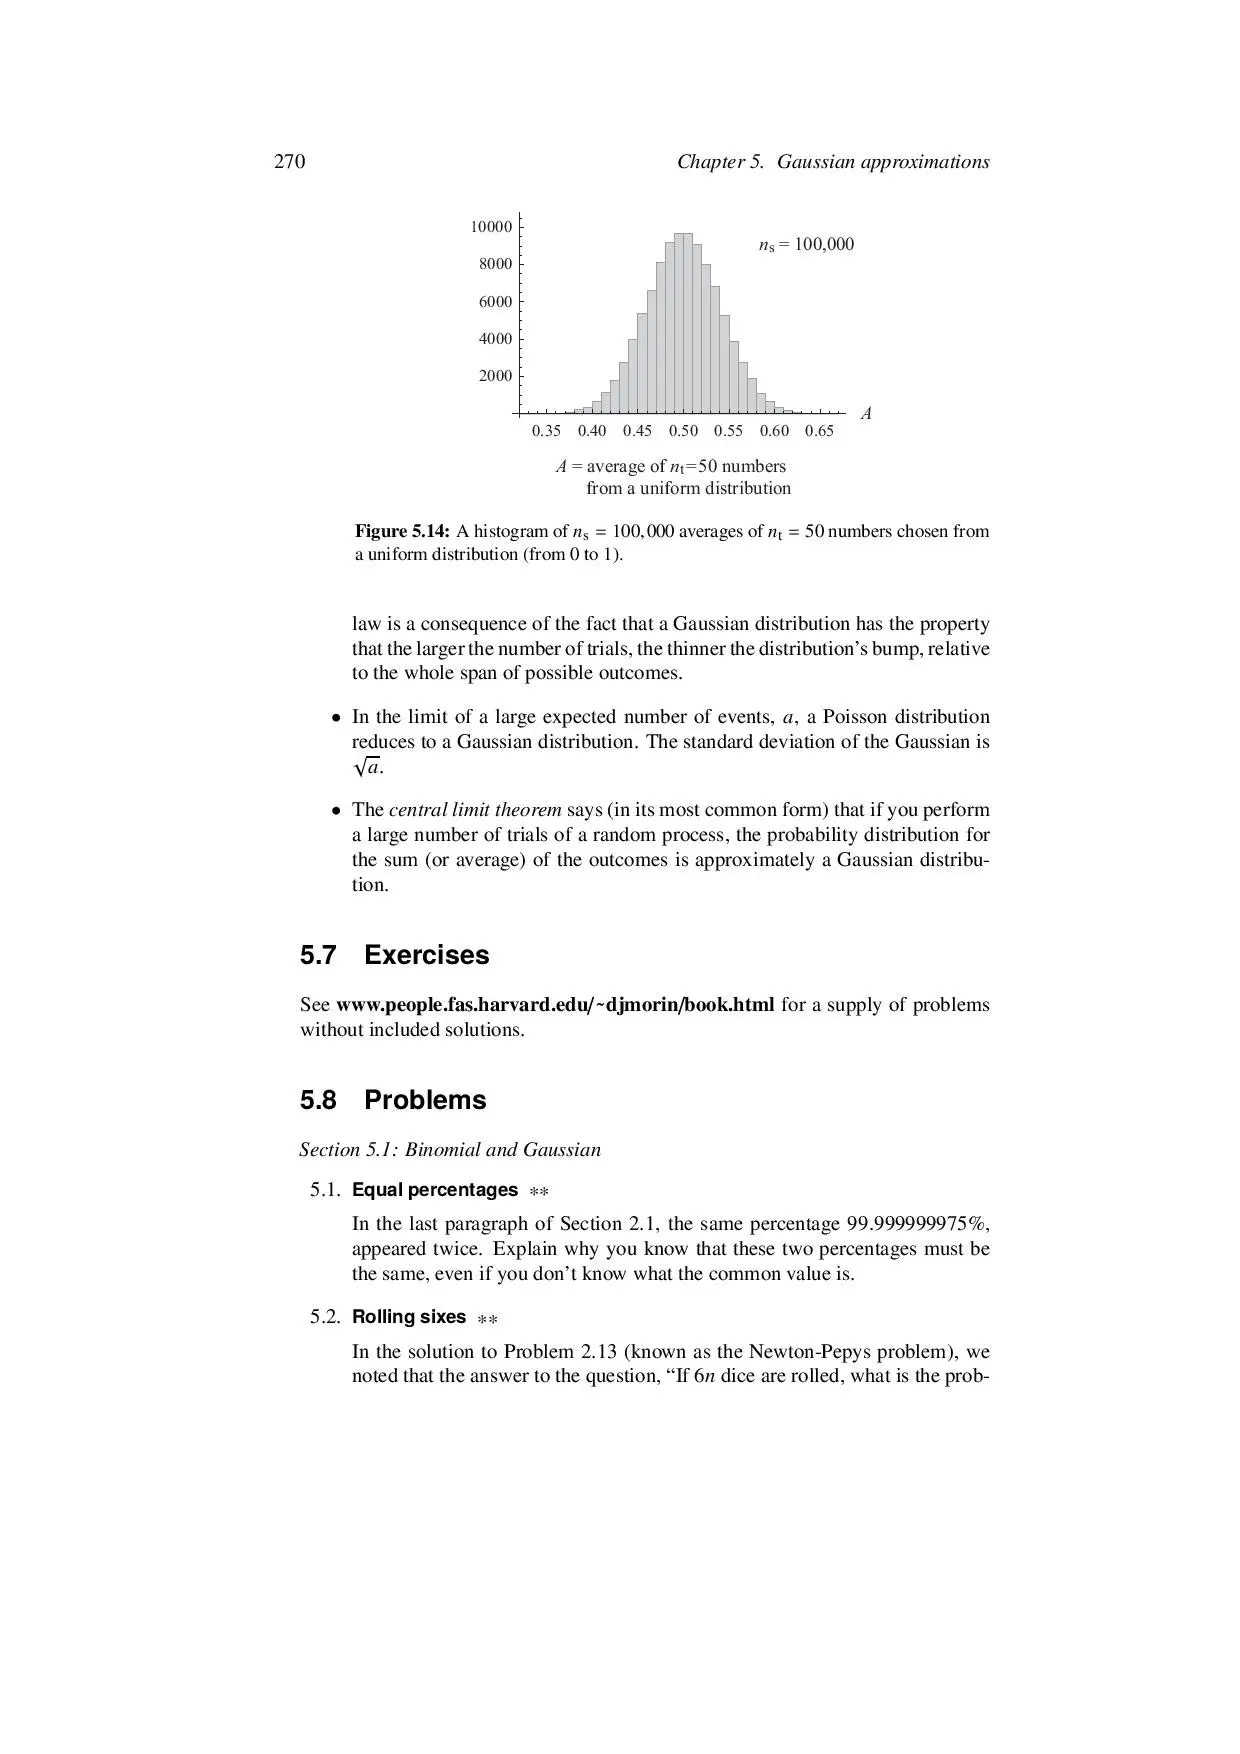 270
Chapter 5. Gaussian approximations
10000
8000
6000
4000
2000
nₛ = 100,000
A
0.35 0.40 0.45 0.50 0.55 0.60 0.65
A = average of nₜ=50 numbers
from a uniform distribution
Figure 5.14: A histogram of nₛ = 100,000 averages of nₜ = 50 numbers chosen from
a uniform distribution (from 0 to 1).
law is a consequence of the fact that a Gaussian distribution has the property
that the larger the number of trials, the thinner the distribution's bump, relative
to the whole span of possible outcomes.
• In the limit of a large expected number of events, a, a Poisson distribution
reduces to a Gaussian distribution. The standard deviation of the Gaussian is
√a.
• The central limit theorem says (in its most common form) that if you perform
a large number of trials of a random process, the probability distribution for
the sum (or average) of the outcomes is approximately a Gaussian distribu-
tion.
5.7 Exercises
See www.people.fas.harvard.edu/~djmorin/book.html for a supply of problems
without included solutions.
5.8 Problems
Section 5.1: Binomial and Gaussian
5.1. Equal percentages **
In the last paragraph of Section 2.1, the same percentage 99.999999975%,
appeared twice. Explain why you know that these two percentages must be
the same, even if you don't know what the common value is.
5.2. Rolling sixes **
In the solution to Problem 2.13 (known as the Newton-Pepys problem), we
noted that the answer to the question, “If 6n dice are rolled, what is the prob-